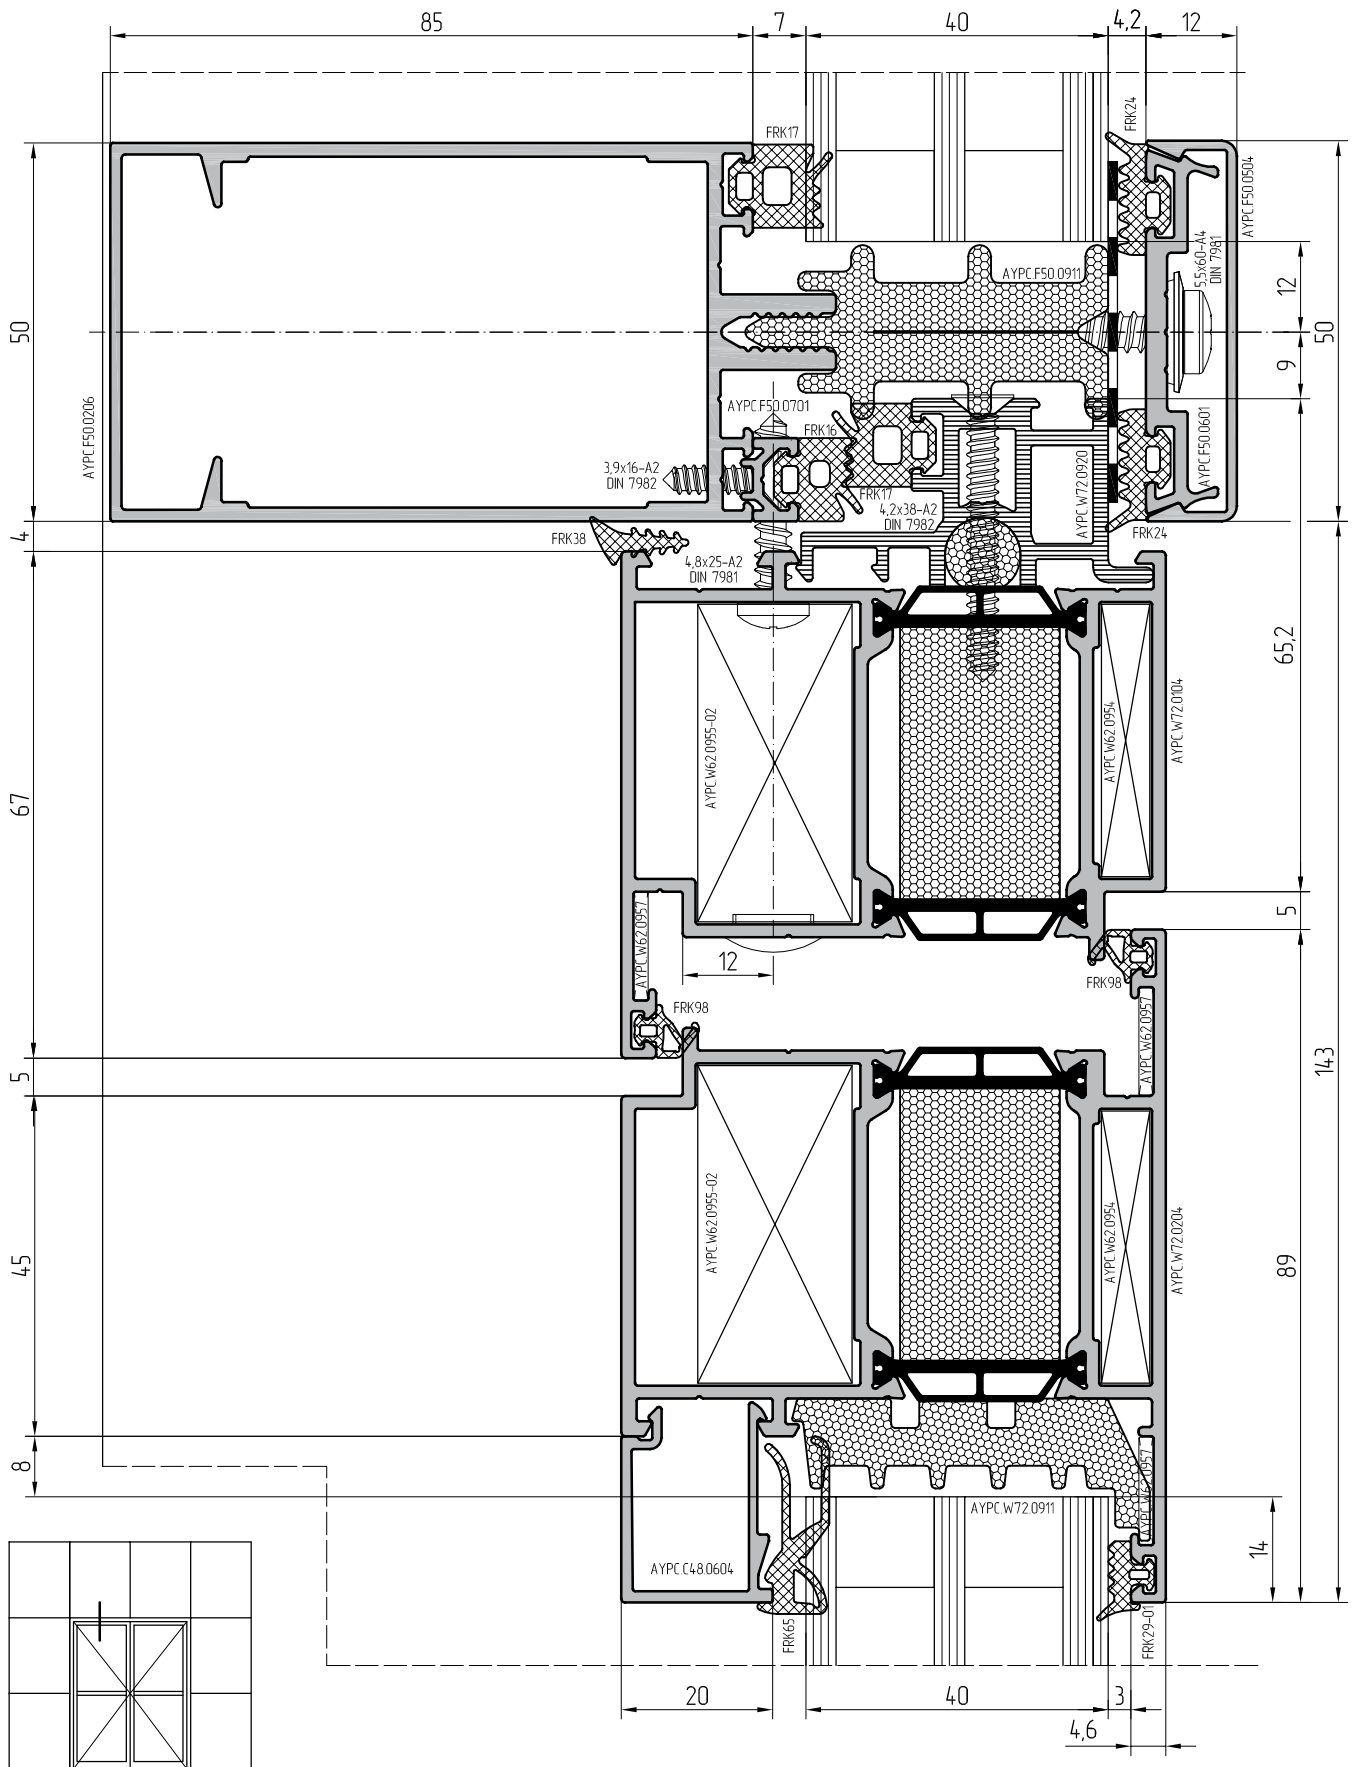 85
7
40
4,2
12
FRK17
FRK24
AYPC.F50.0504
AYPC.F50.0911
5,5x60-A4
DIN 7981
12
50
50
9
AYPC.F50.0206
AYPC.F50.0701
FRK16
3,9x16-A2
DIN 7982
FRK17
4,2x38-A2
DIN 7982
AYPC.W72.0920
AYPC.F50.0601
FRK24
4
FRK38
4,8x25-A2
DIN 7981
65,2
AYPC.W62.0955-02
AYPC.W62.0954
AYPC.W72.0104
67
5
AYPC.W62.0957
12
FRK98
FRK98
AYPC.W62.0957
5
143
45
AYPC.W62.0955-02
AYPC.W62.0954
AYPC.W72.0204
89
8
AYPC.W72.0911
AYPC.W62.0957
14
AYPC.C48.0604
FRK65
FRK29-01
20
40
3
4,6